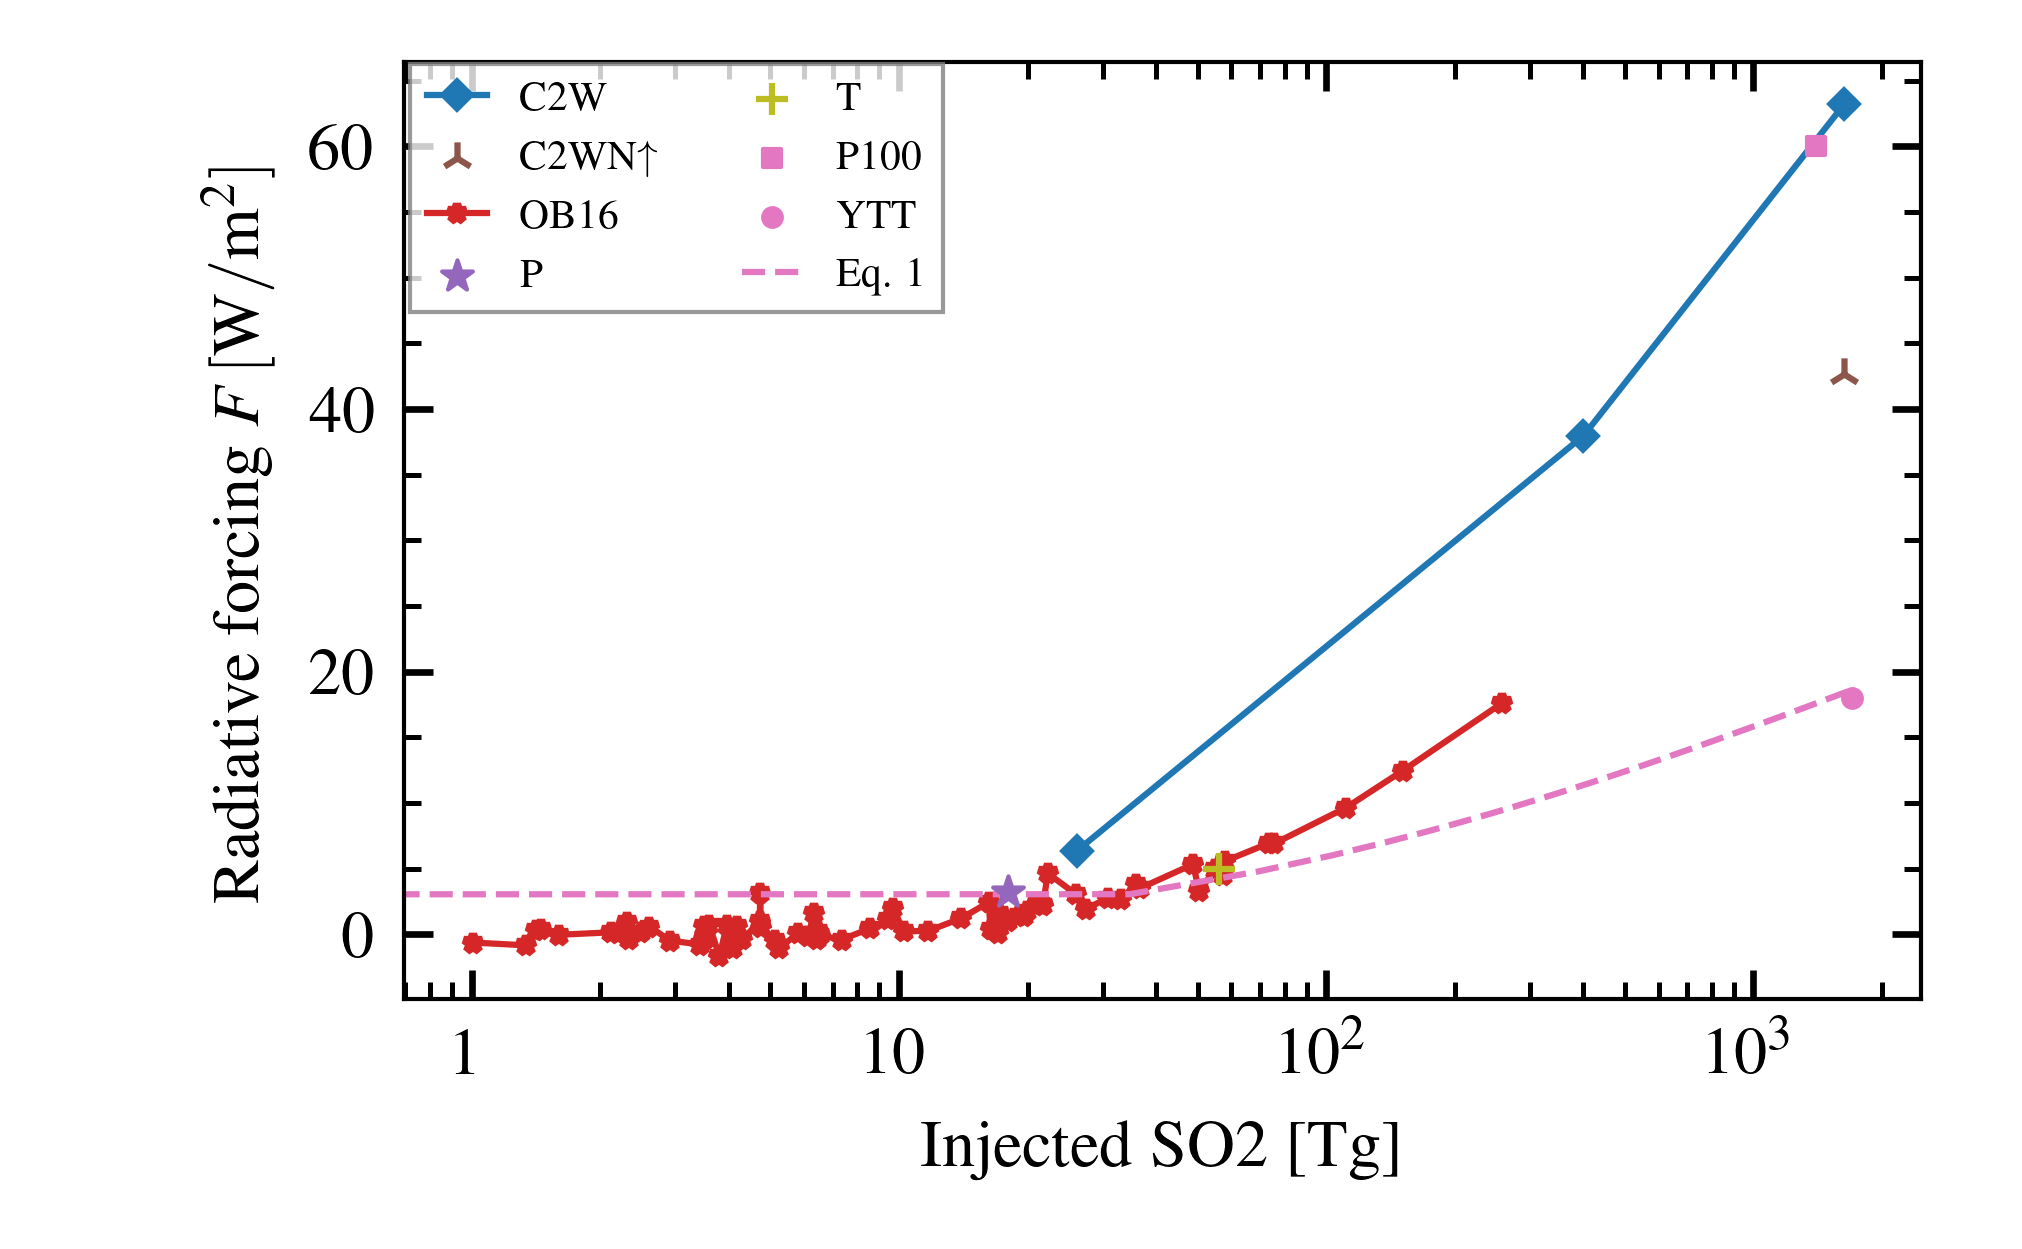 C2W
C2WN↑
OB16
P
T
P100
YTT
Eq. 1
Radiative forcing F [W/m²]
60
40
20
0
1
10
10²
10³
Injected SO2 [Tg]